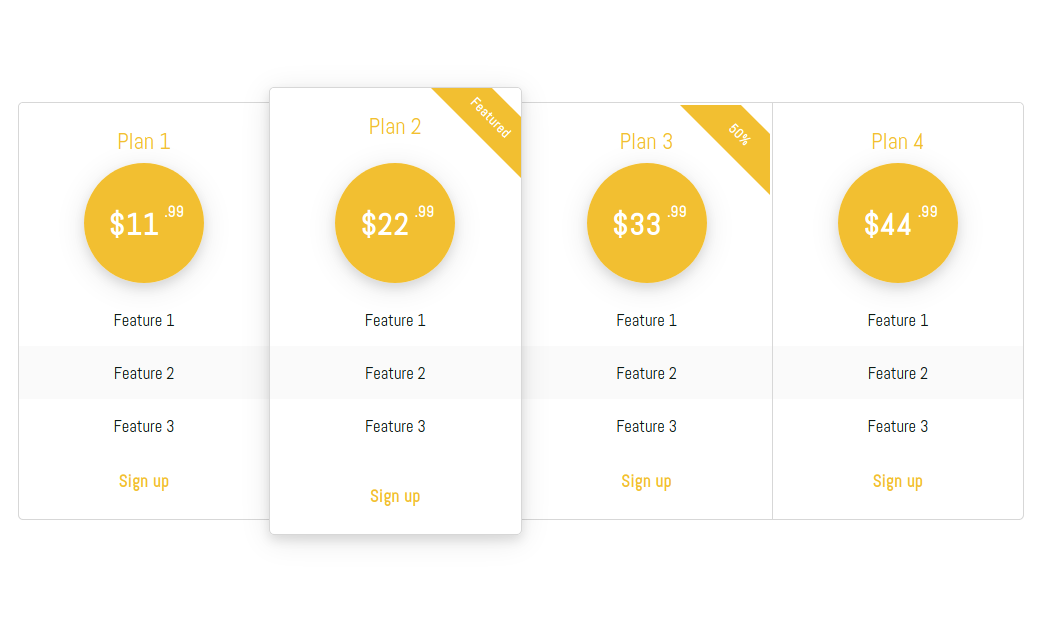 Plan 1
$11 .99
Feature 1
Feature 2
Feature 3
Sign up
Featured
Plan 2
$22 .99
Feature 1
Feature 2
Feature 3
Sign up
50%
Plan 3
$33 .99
Feature 1
Feature 2
Feature 3
Sign up
Plan 4
$44 .99
Feature 1
Feature 2
Feature 3
Sign up